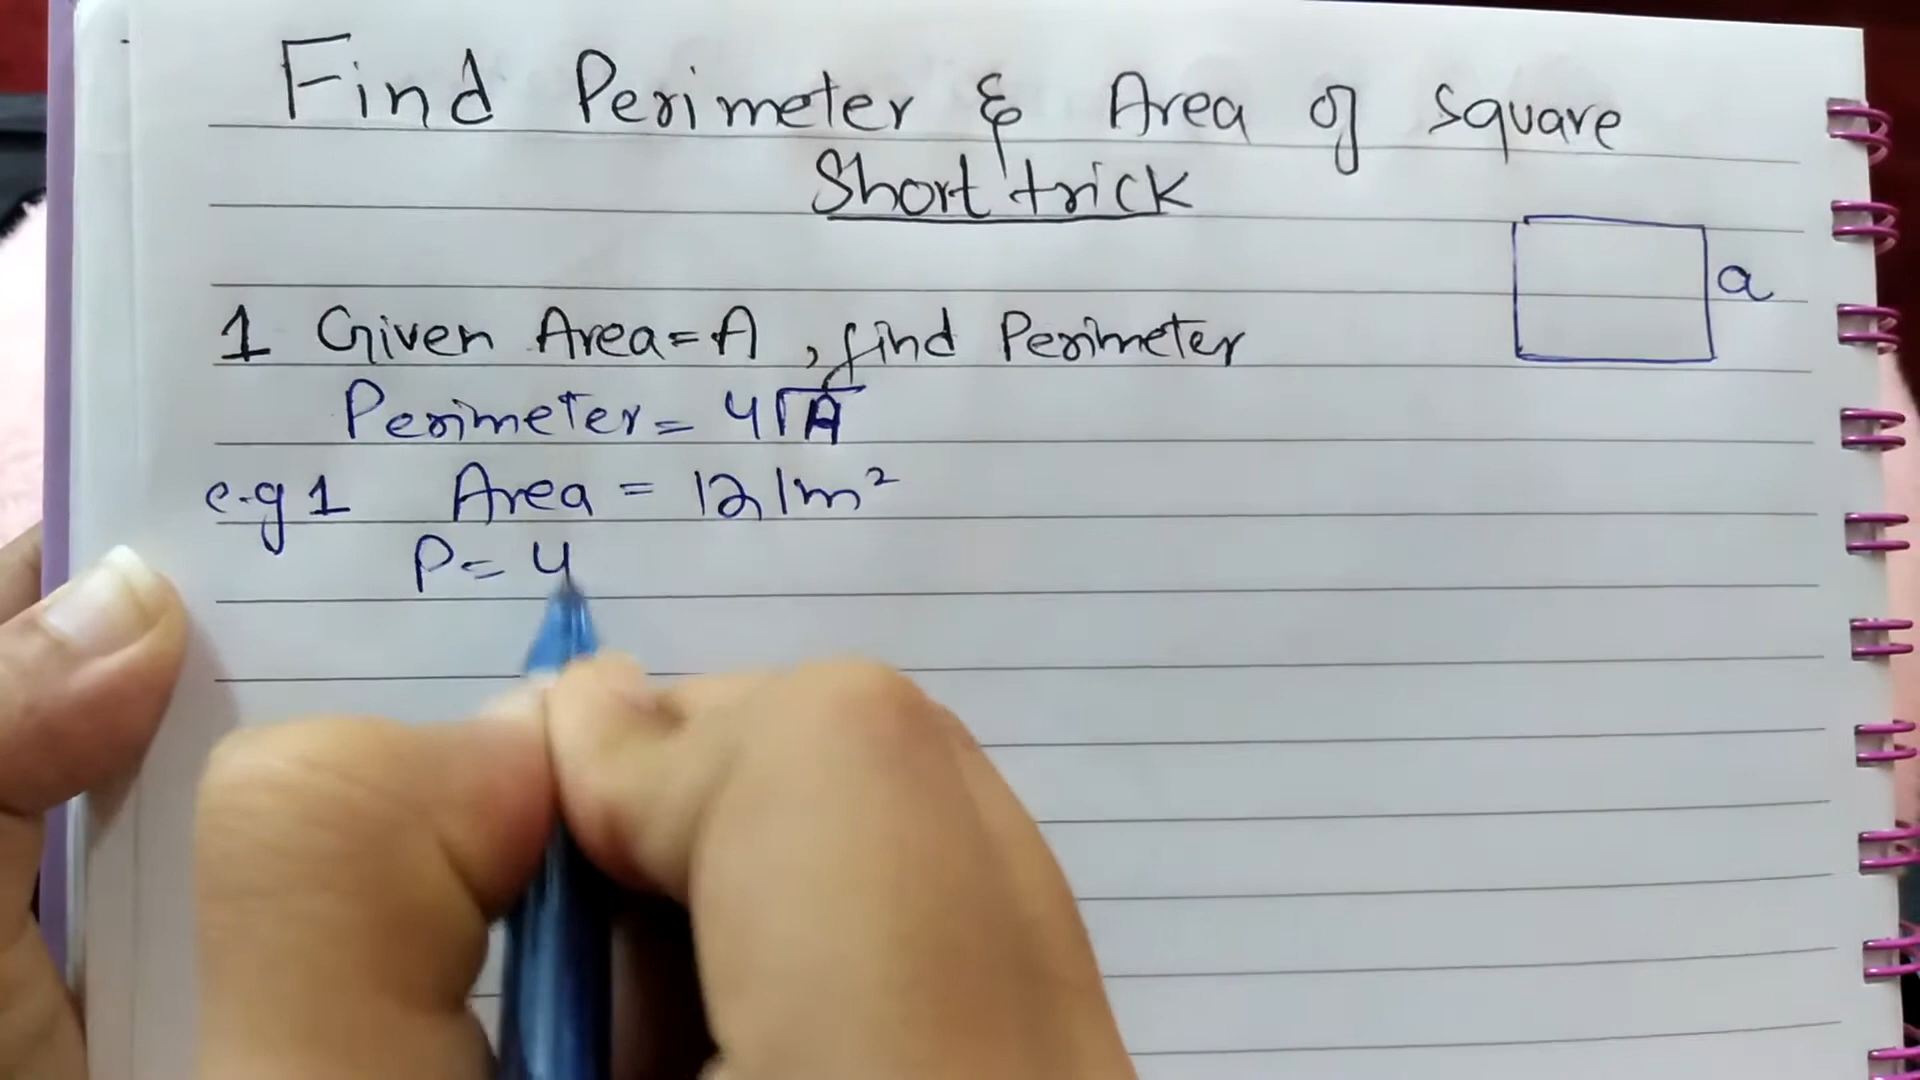 Find Perimeter & Area of square
Short trick
a
1 Given Area=A, find Perimeter
Perimeter = 4√A
e.g 1 Area = 121m²
P= 4